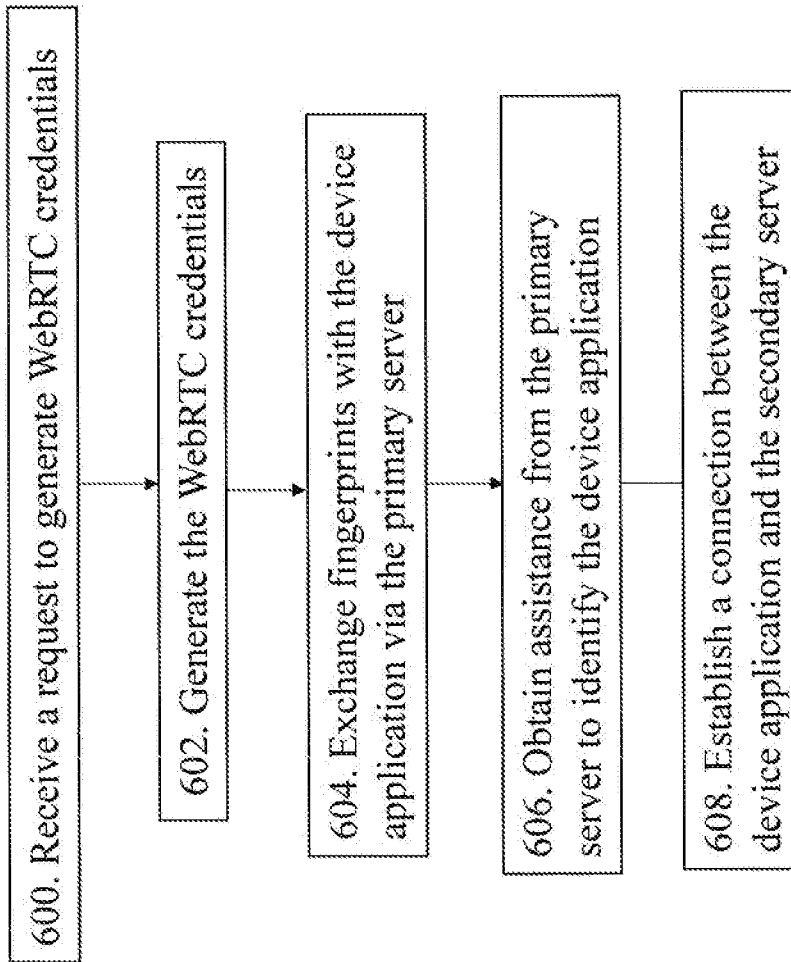 600. Receive a request to generate WebRTC credentials
602. Generate the WebRTC credentials
604. Exchange fingerprints with the device
application via the primary server
606. Obtain assistance from the primary
server to identify the device application
608. Establish a connection between the
device application and the secondary server